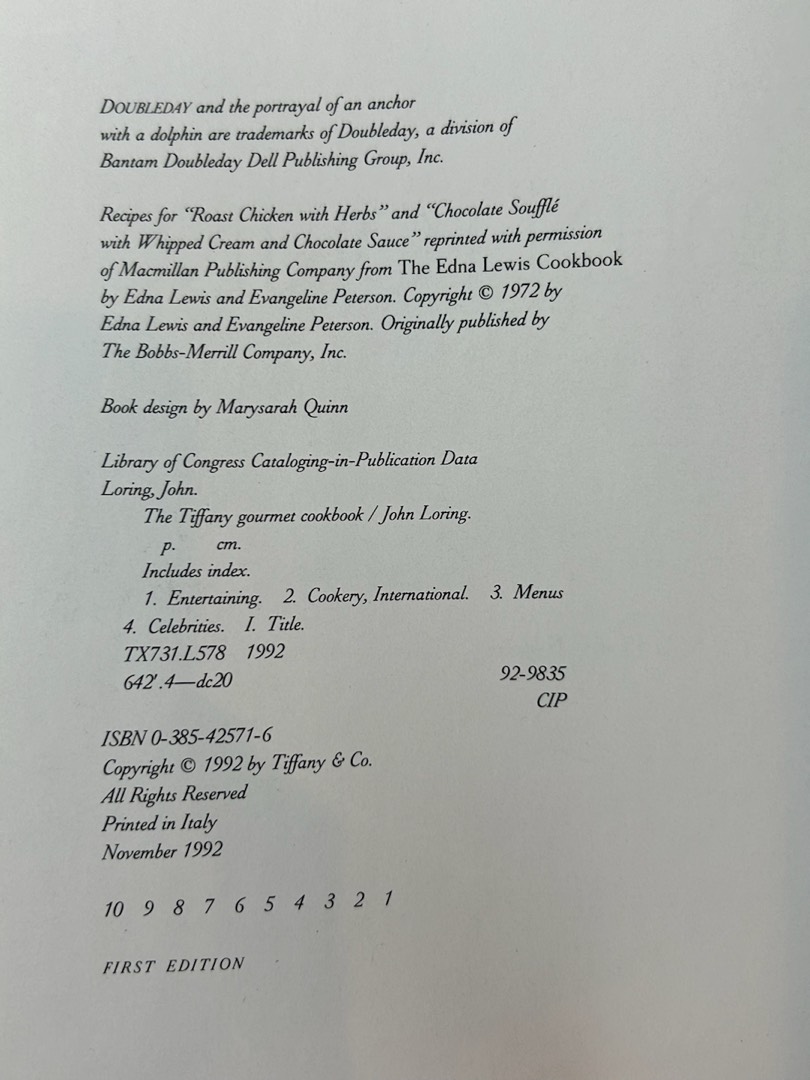 DOUBLEDAY and the portrayal of an anchor
with a dolphin are trademarks of Doubleday, a division of
Bantam Doubleday Dell Publishing Group, Inc.
Recipes for “Roast Chicken with Herbs” and “Chocolate Soufflé
with Whipped Cream and Chocolate Sauce” reprinted with permission
of Macmillan Publishing Company from The Edna Lewis Cookbook
by Edna Lewis and Evangeline Peterson. Copyright © 1972 by
Edna Lewis and Evangeline Peterson. Originally published by
The Bobbs-Merrill Company, Inc.
Book design by Marysarah Quinn
Library of Congress Cataloging-in-Publication Data
Loring, John.
The Tiffany gourmet cookbook / John Loring.
p. cm.
Includes index.
1. Entertaining. 2. Cookery, International. 3. Menus
4. Celebrities. I. Title.
TX731.L578 1992
642'.4—dc20 92-9835
CIP
ISBN 0-385-42571-6
Copyright © 1992 by Tiffany & Co.
All Rights Reserved
Printed in Italy
November 1992
10 9 8 7 6 5 4 3 2 1
FIRST EDITION